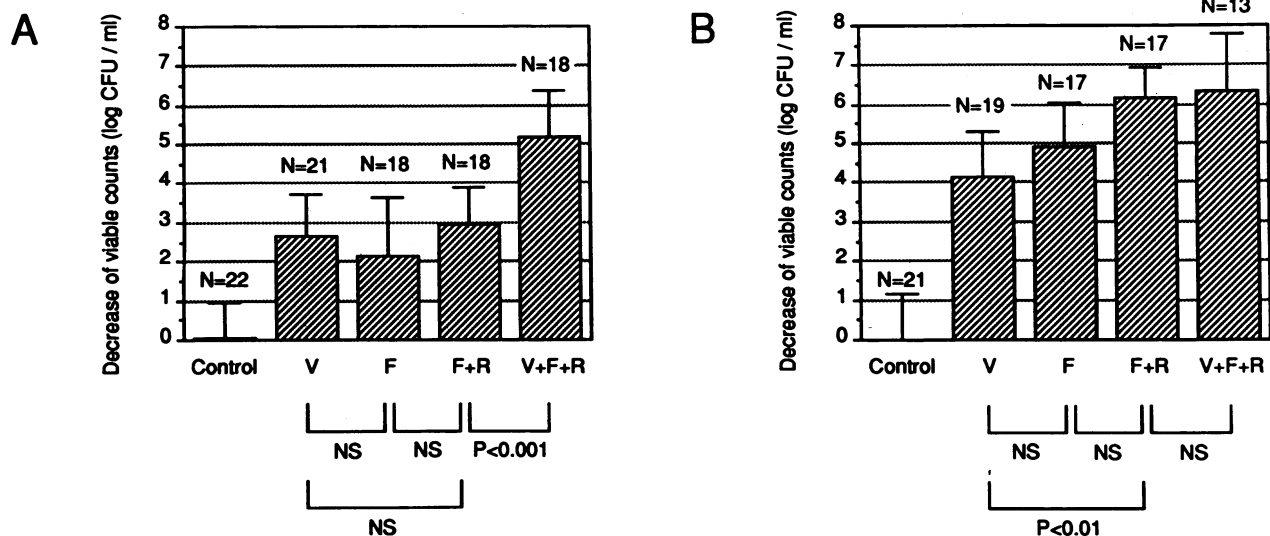 A
Decrease of viable counts (log CFU / ml)
8
7
6
5
4
3
2
1
0
N=22
N=21
N=18
N=18
N=18
Control
V
F
F+R
V+F+R
NS
NS
P<0.001
NS
B
Decrease of viable counts (log CFU / ml)
8
7
6
5
4
3
2
1
0
N=21
N=19
N=17
N=17
N=13
Control
V
F
F+R
V+F+R
NS
NS
NS
P<0.01